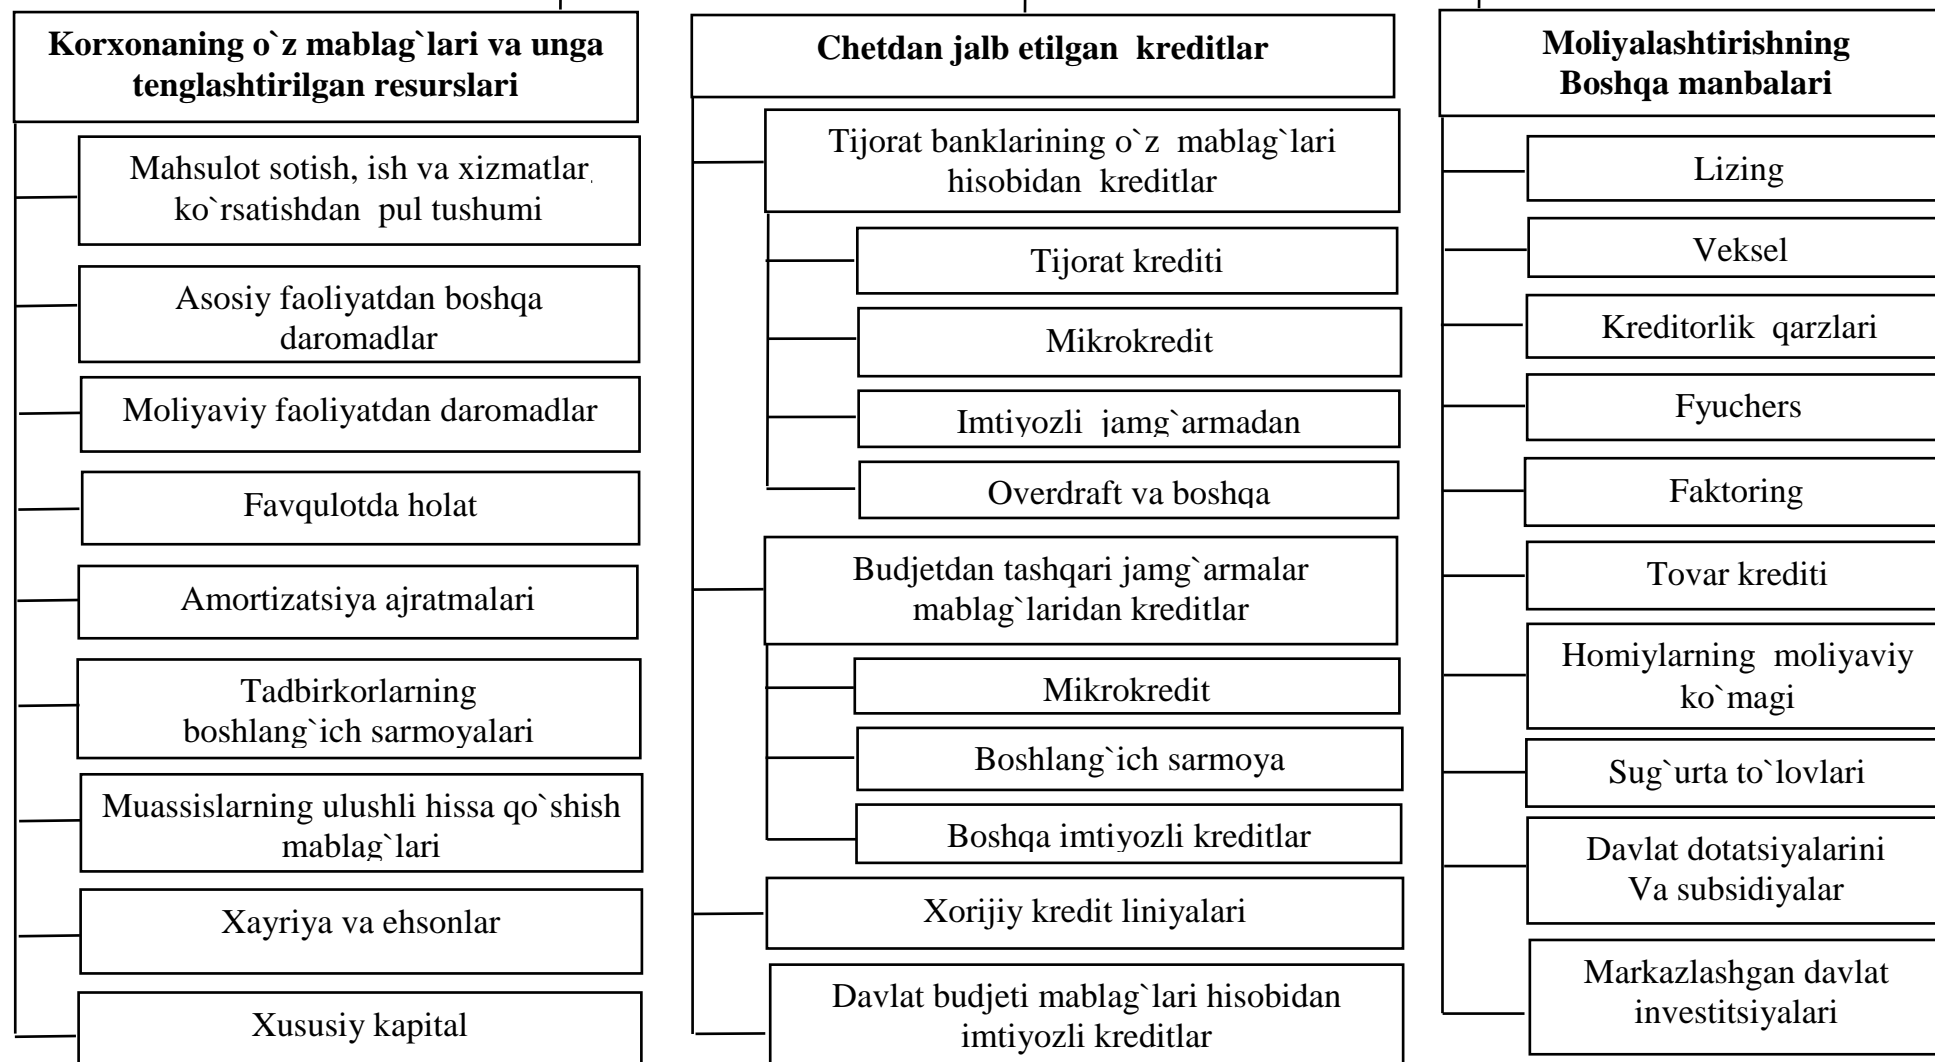 Korxonaning o`z mablag`lari va unga
tenglashtirilgan resurslari
Mahsulot sotish, ish va xizmatlar
ko`rsatishdan pul tushumi
Asosiy faoliyatdan boshqa
daromadlar
Moliyaviy faoliyatdan daromadlar
Favqulotda holat
Amortizatsiya ajratmalari
Tadbirkorlarning
boshlang`ich sarmoyalari
Muassislarning ulushli hissa qo`shish
mablag`lari
Xayriya va ehsonlar
Xususiy kapital
Chetdan jalb etilgan kreditlar
Tijorat banklarining o`z mablag`lari
hisobidan kreditlar
Tijorat krediti
Mikrokredit
Imtiyozli jamg`armadan
Overdraft va boshqa
Budjetdan tashqari jamg`armalar
mablag`laridan kreditlar
Mikrokredit
Boshlang`ich sarmoya
Boshqa imtiyozli kreditlar
Xorijiy kredit liniyalari
Davlat budjeti mablag`lari hisobidan
imtiyozli kreditlar
Moliyalashtirishning
Boshqa manbalari
Lizing
Veksel
Kreditorlik qarzlari
Fyuchers
Faktoring
Tovar krediti
Homiylarning moliyaviy
ko`magi
Sug`urta to`lovlari
Davlat dotatsiyalarini
Va subsidiyalar
Markazlashgan davlat
investitsiyalari